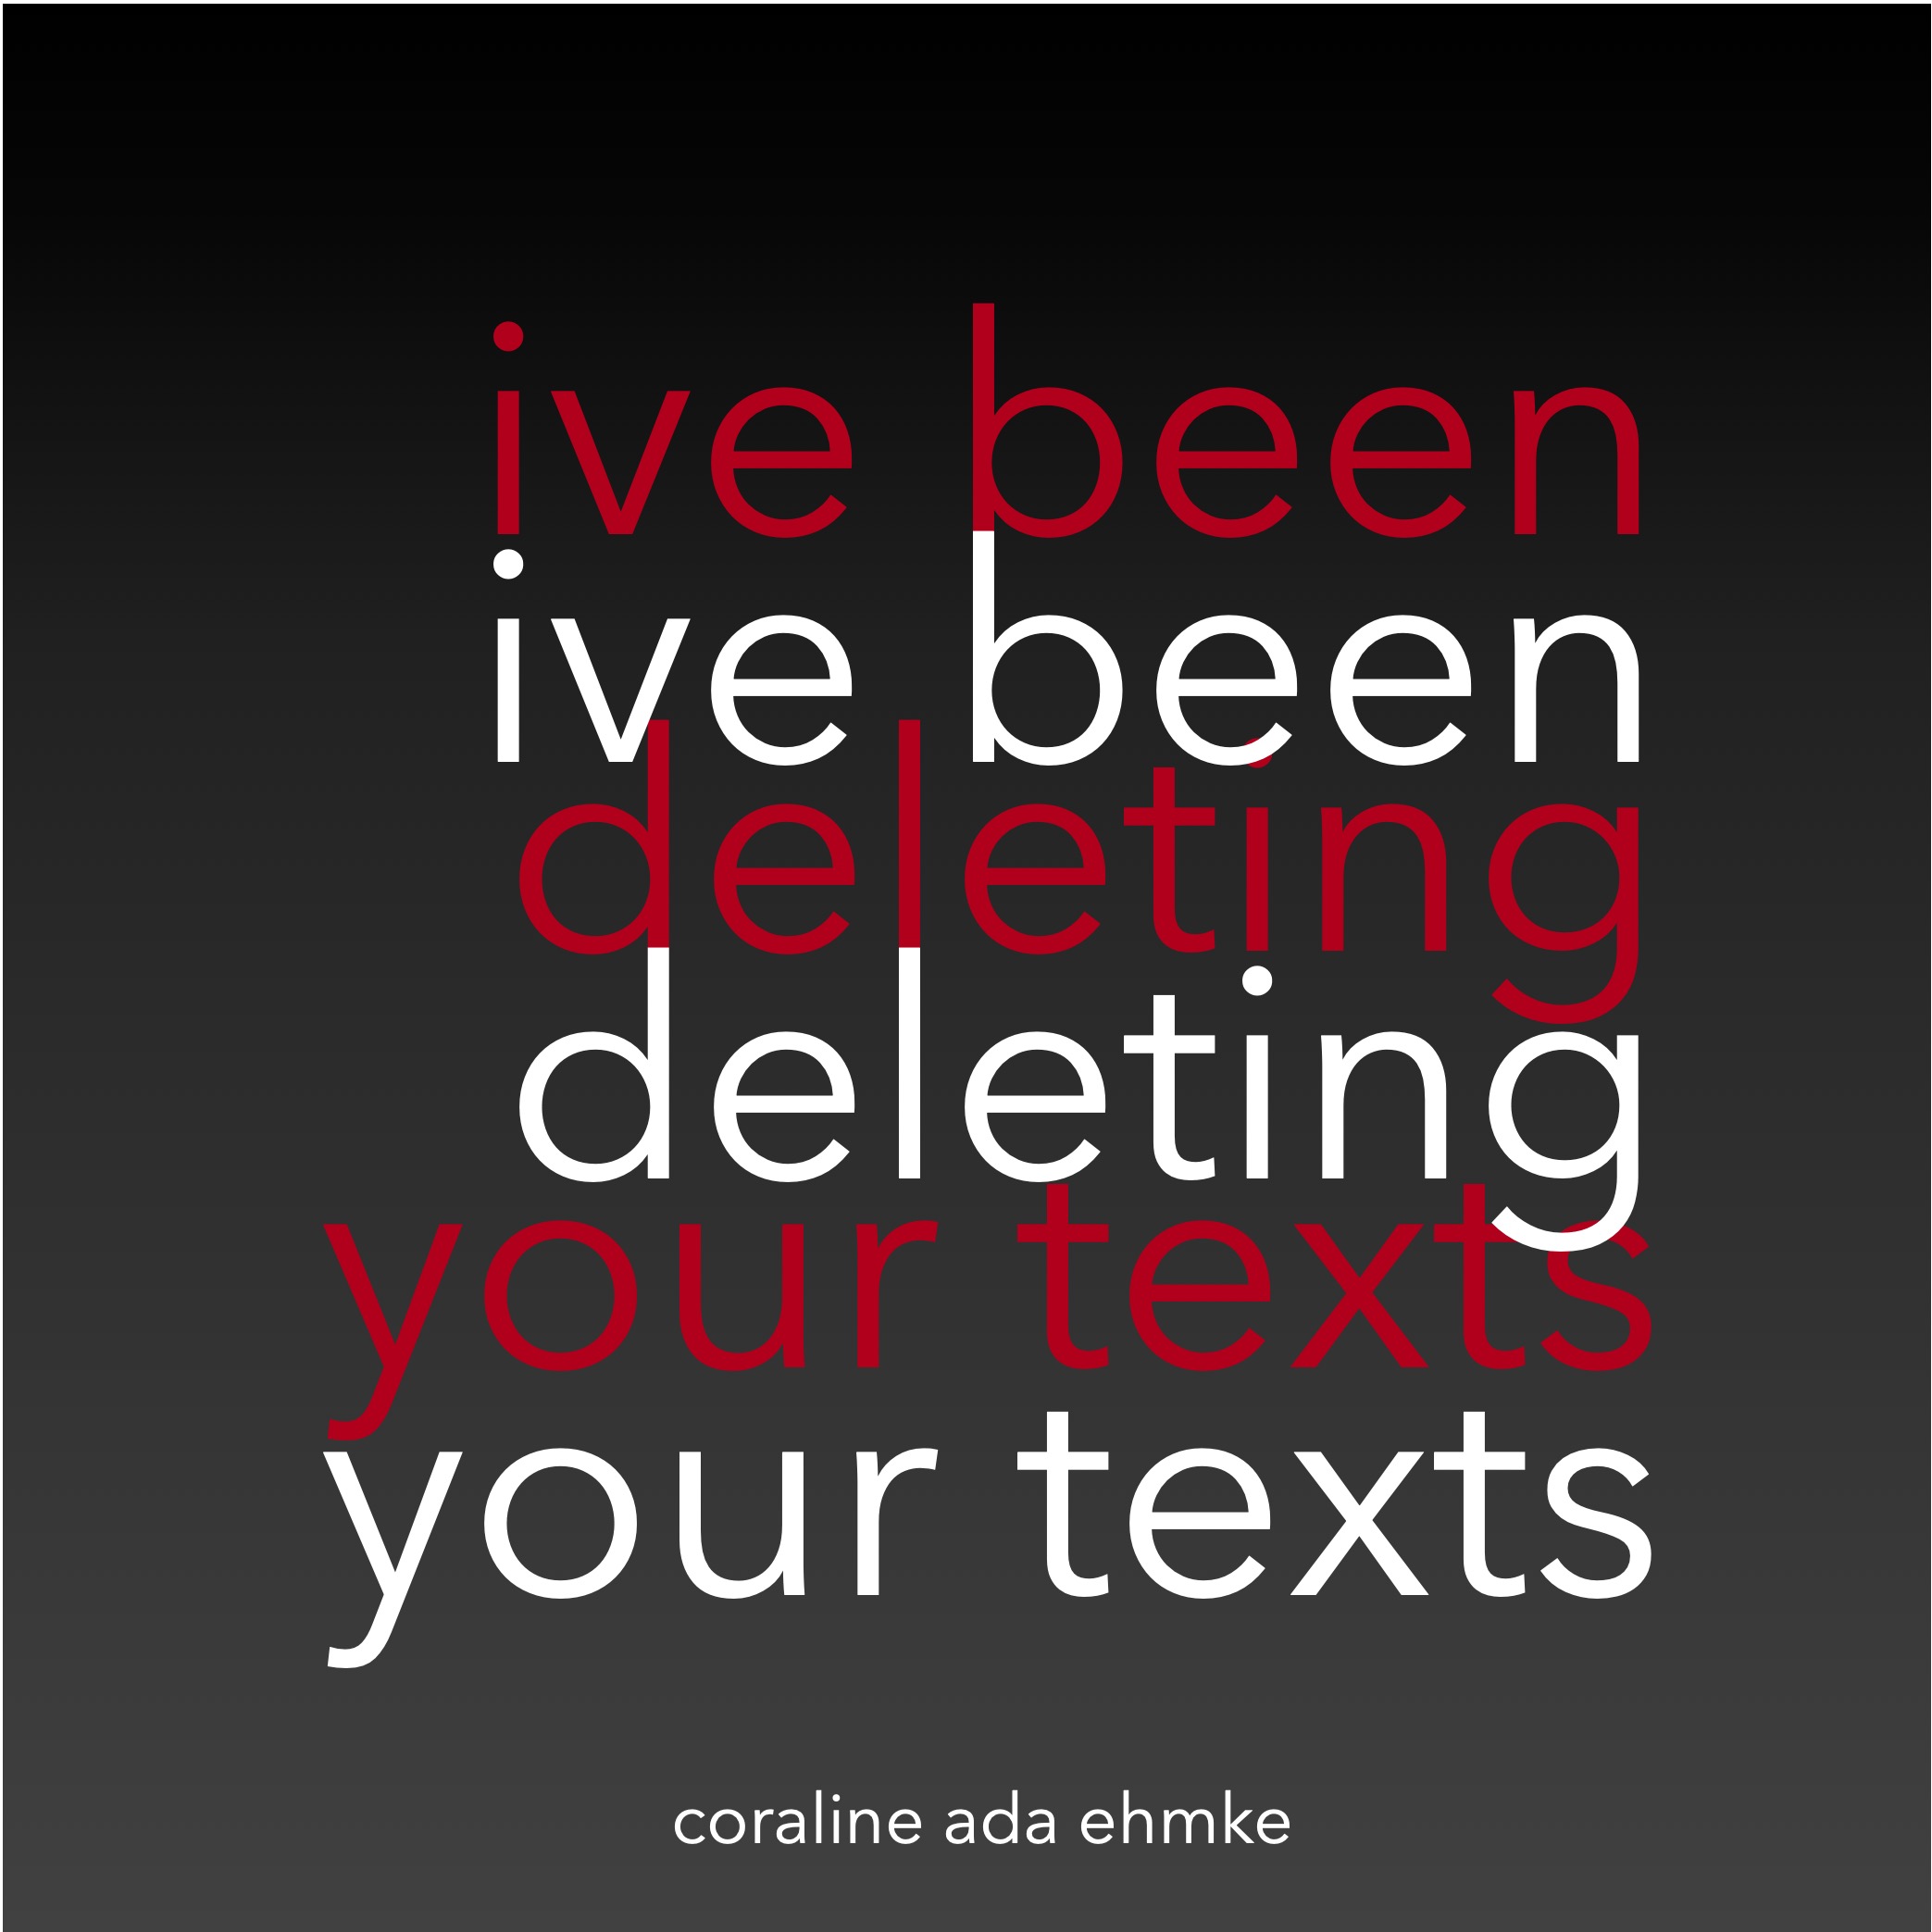 ive been
ive been
deleting
deleting
your texts
your texts
coraline ada ehmke